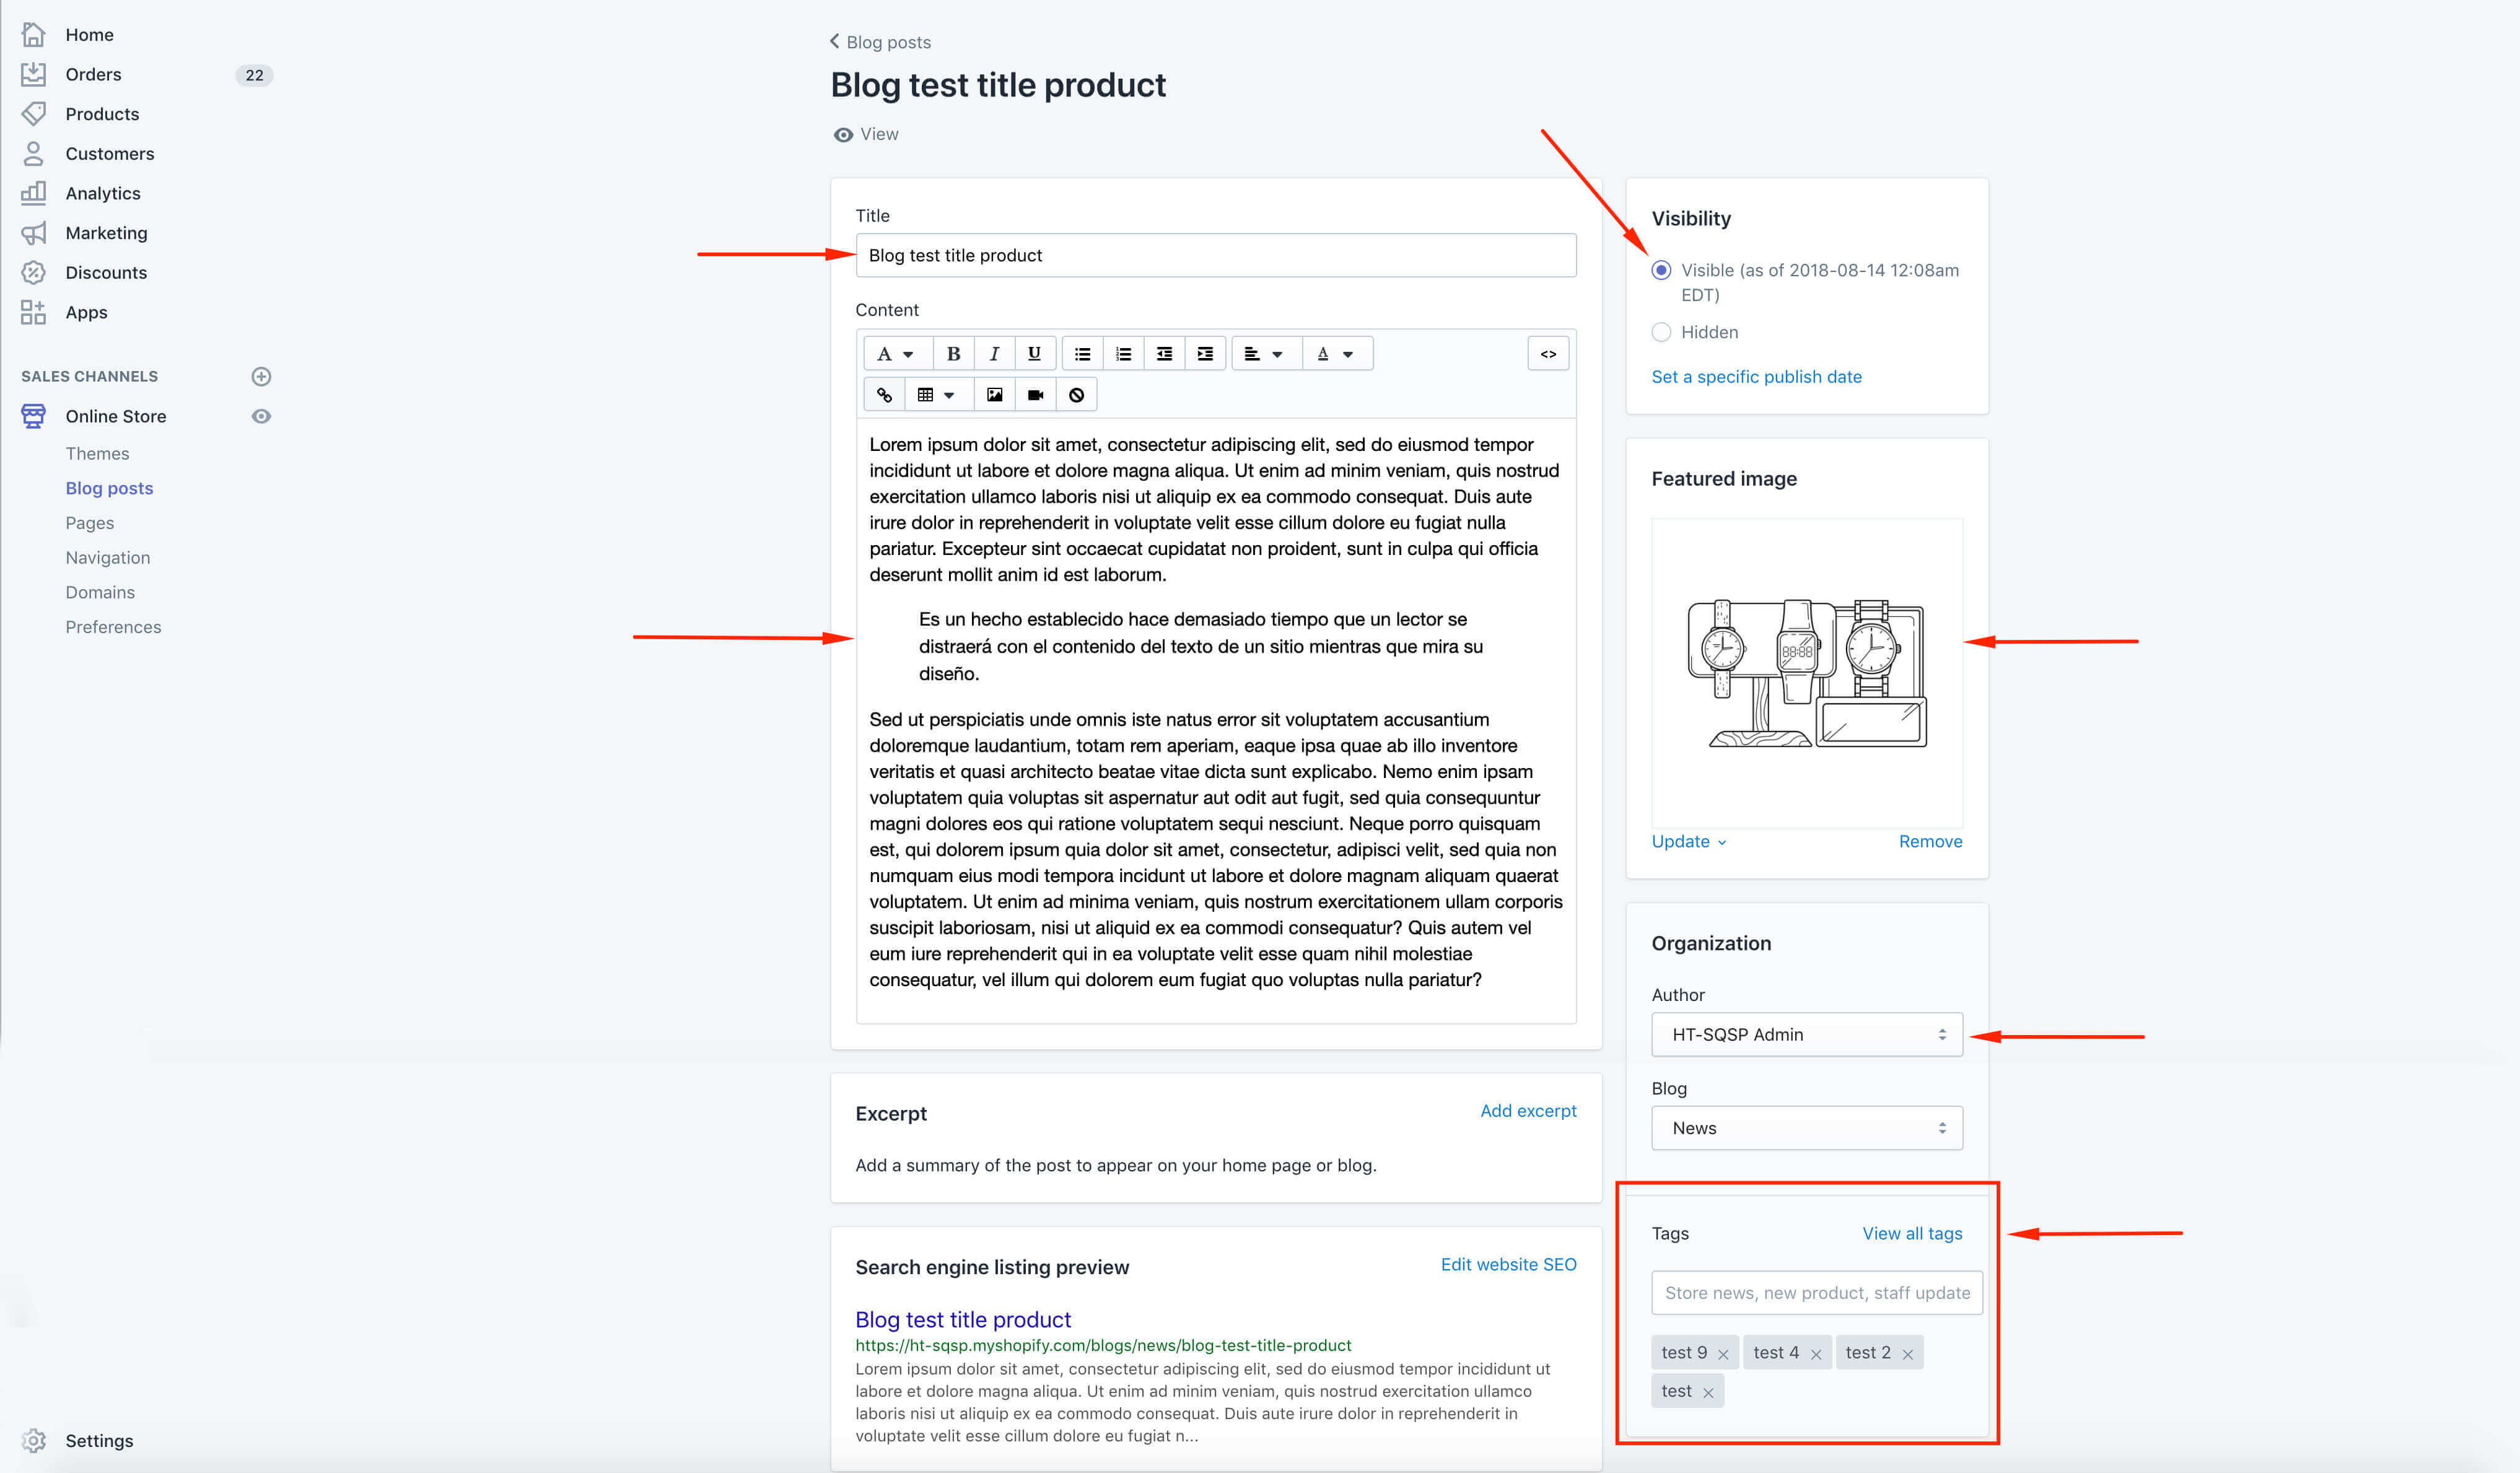 Home
Orders 22
Products
Customers
Analytics
Marketing
Discounts
Apps
SALES CHANNELS
Online Store
Themes
Blog posts
Pages
Navigation
Domains
Preferences
Settings
Blog posts
Blog test title product
View
Title
Blog test title product
Content
A B I U A <>
Lorem ipsum dolor sit amet, consectetur adipiscing elit, sed do eiusmod tempor
incididunt ut labore et dolore magna aliqua. Ut enim ad minim veniam, quis nostrud
exercitation ullamco laboris nisi ut aliquip ex ea commodo consequat. Duis aute
irure dolor in reprehenderit in voluptate velit esse cillum dolore eu fugiat nulla
pariatur. Excepteur sint occaecat cupidatat non proident, sunt in culpa qui officia
deserunt mollit anim id est laborum.
Es un hecho establecido hace demasiado tiempo que un lector se
distraerá con el contenido del texto de un sitio mientras que mira su
diseño.
Sed ut perspiciatis unde omnis iste natus error sit voluptatem accusantium
doloremque laudantium, totam rem aperiam, eaque ipsa quae ab illo inventore
veritatis et quasi architecto beatae vitae dicta sunt explicabo. Nemo enim ipsam
voluptatem quia voluptas sit aspernatur aut odit aut fugit, sed quia consequuntur
magni dolores eos qui ratione voluptatem sequi nesciunt. Neque porro quisquam
est, qui dolorem ipsum quia dolor sit amet, consectetur, adipisci velit, sed quia non
numquam eius modi tempora incidunt ut labore et dolore magnam aliquam quaerat
voluptatem. Ut enim ad minima veniam, quis nostrum exercitationem ullam corporis
suscipit laboriosam, nisi ut aliquid ex ea commodi consequatur? Quis autem vel
eum iure reprehenderit qui in ea voluptate velit esse quam nihil molestiae
consequatur, vel illum qui dolorem eum fugiat quo voluptas nulla pariatur?
Excerpt
Add excerpt
Add a summary of the post to appear on your home page or blog.
Search engine listing preview
Edit website SEO
Blog test title product
https://ht-sqsp.myshopify.com/blogs/news/blog-test-title-product
Lorem ipsum dolor sit amet, consectetur adipiscing elit, sed do eiusmod tempor incididunt ut
labore et dolore magna aliqua. Ut enim ad minim veniam, quis nostrud exercitation ullamco
laboris nisi ut aliquip ex ea commodo consequat. Duis aute irure dolor in reprehenderit in
voluptate velit esse cillum dolore eu fugiat n...
Visibility
Visible (as of 2018-08-14 12:08am
EDT)
Hidden
Set a specific publish date
Featured image
88:88
Update
Remove
Organization
Author
HT-SQSP Admin
Blog
News
Tags
View all tags
Store news, new product, staff update
test 9 × test 4 × test 2 ×
test ×